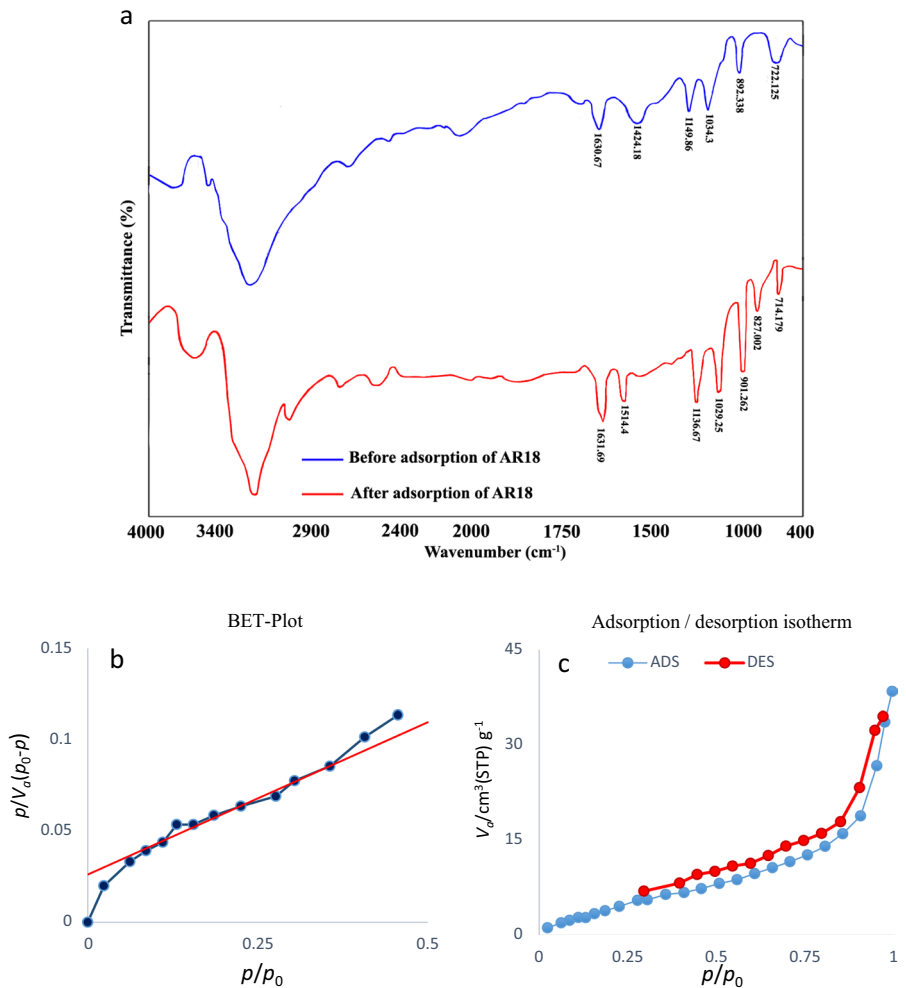 a
Transmittance (%)
1630.67
1424.18
1149.86
1034.3
892.338
722.125
1631.69
1514.4
1136.67
1029.25
901.262
827.002
714.179
Before adsorption of AR18
After adsorption of AR18
4000 3400 2900 2400 2000 1750 1500 1000 400
Wavenumber (cm⁻¹)
BET-Plot
b
p/Vₐ(p₀-p)
0.15
0.1
0.05
0
0 0.25 0.5
p/p₀
Adsorption / desorption isotherm
c
ADS DES
Vₐ/cm³(STP) g⁻¹
45
30
15
0
0 0.25 0.5 0.75 1
p/p₀